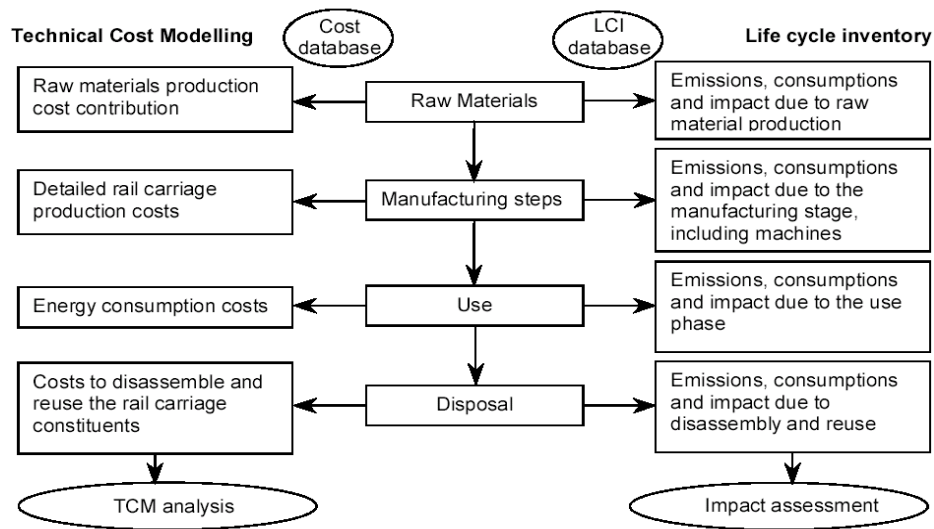 Technical Cost Modelling
Cost
database
LCI
database
Life cycle inventory
Raw materials production
cost contribution
Raw Materials
Emissions, consumptions
and impact due to raw
material production
Detailed rail carriage
production costs
Manufacturing steps
Emissions, consumptions
and impact due to the
manufacturing stage,
including machines
Energy consumption costs
Use
Emissions, consumptions
and impact due to the use
phase
Costs to disassemble and
reuse the rail carriage
constituents
Disposal
Emissions, consumptions
and impact due to
disassembly and reuse
TCM analysis
Impact assessment